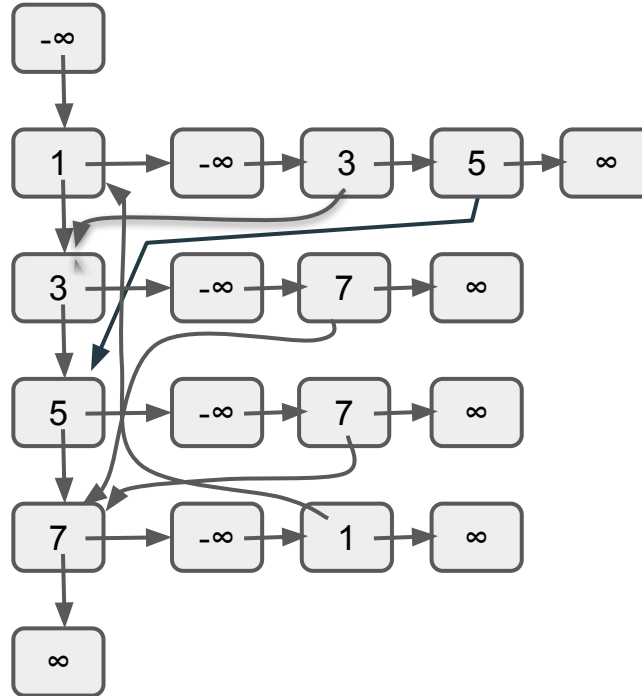 -∞
1 -∞ 3 5 ∞
3 -∞ 7 ∞
5 -∞ 7 ∞
7 -∞ 1 ∞
∞